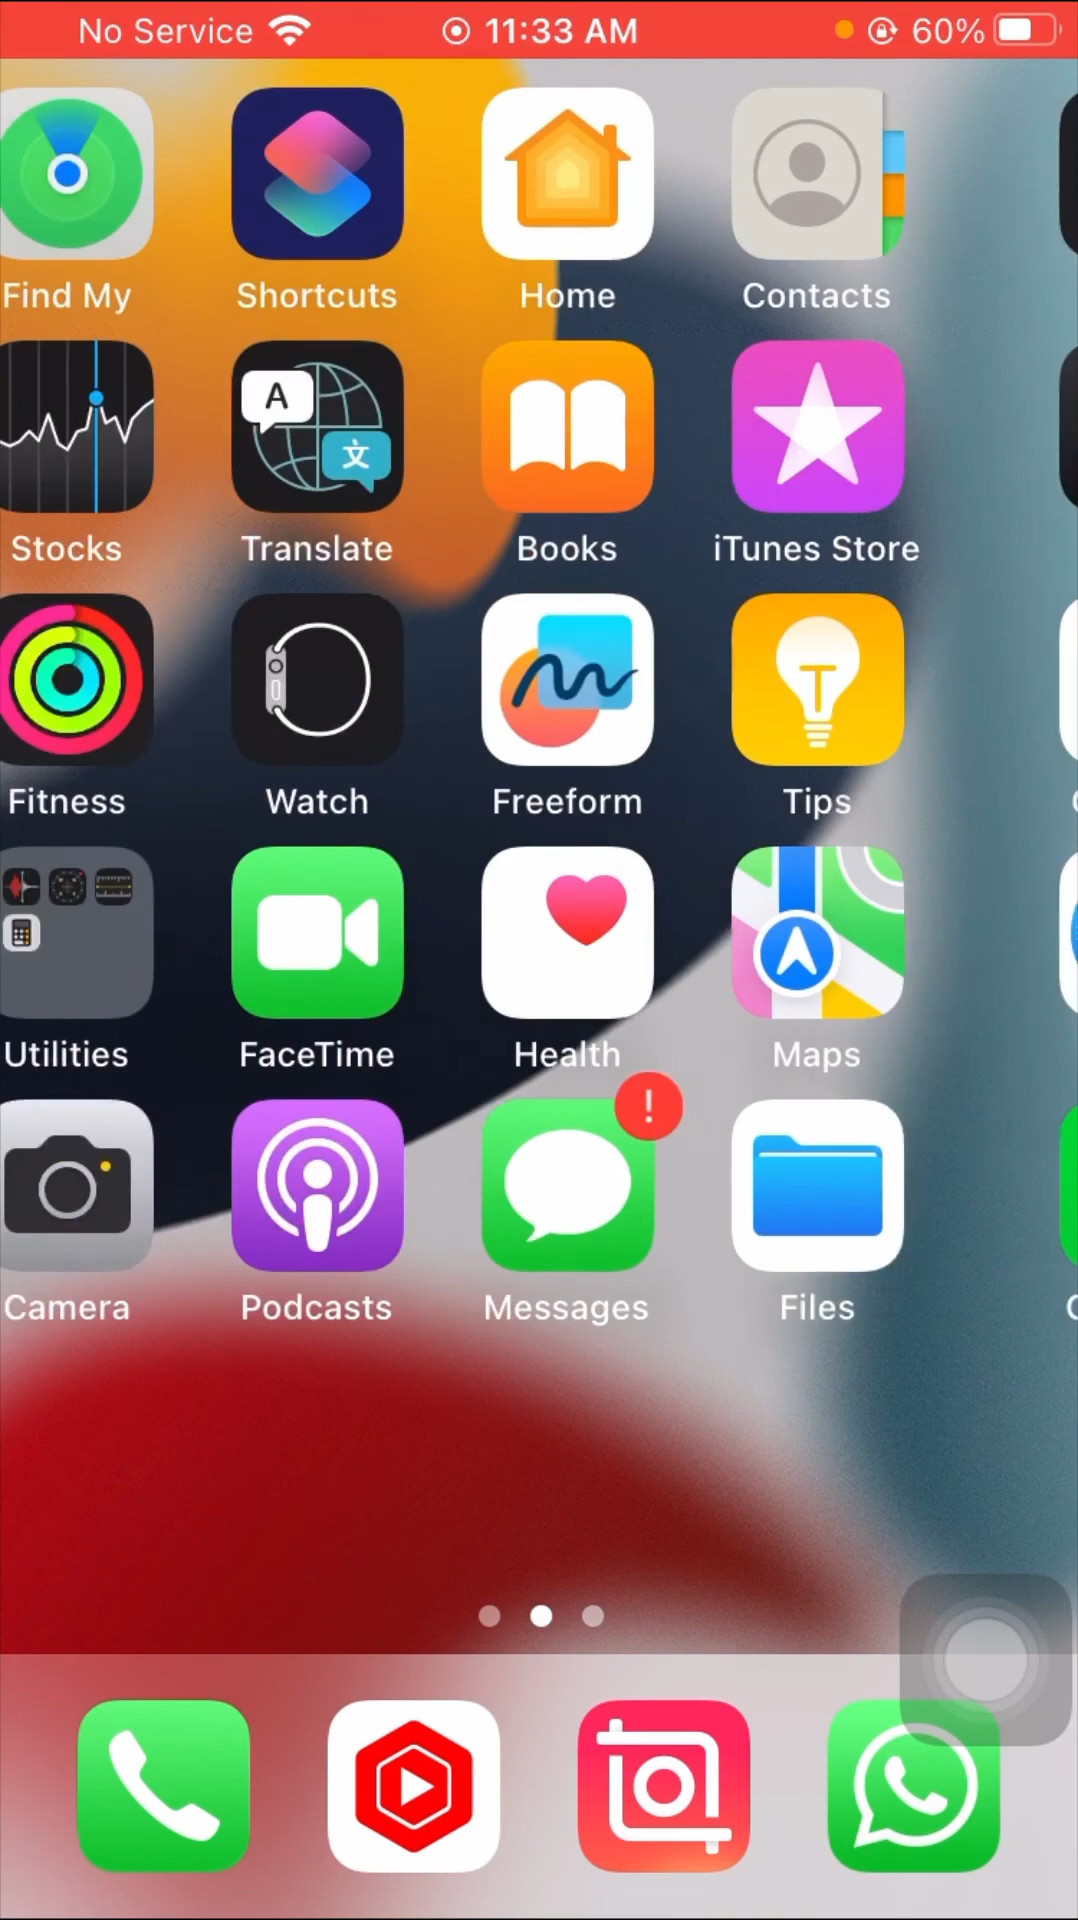 No Service 11:33 AM 60%
Find My Shortcuts Home Contacts
A 文
Stocks Translate Books iTunes Store
Fitness Watch Freeform Tips
Utilities FaceTime Health Maps
!
Camera Podcasts Messages Files